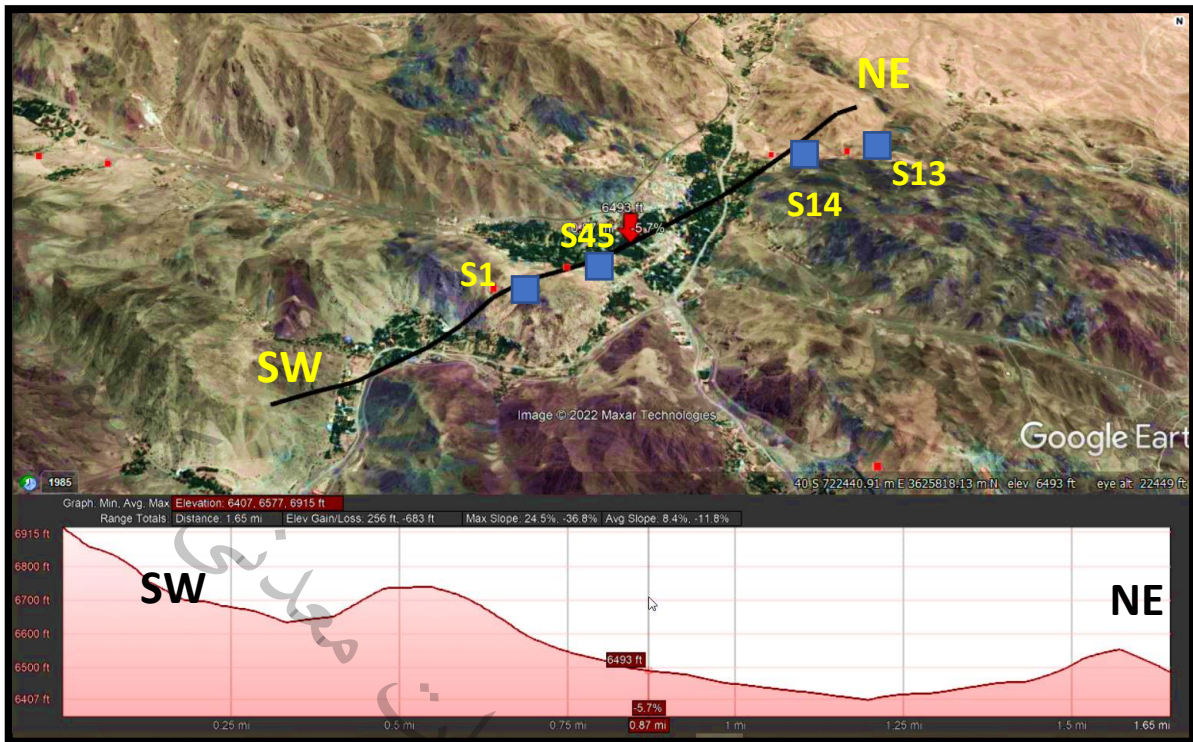 N
NE
S13
S14
6493 ft
-5.7%
S45
S1
SW
Image © 2022 Maxar Technologies
Google Eart
1985
40 S 722440.91 m E 3625818.13 m N elev 6493 ft eye alt 22449 ft
Graph: Min, Avg, Max Elevation: 6407, 6577, 6915 ft
Range Totals: Distance: 1.65 mi Elev Gain/Loss: 256 ft, -683 ft Max Slope: 24.5%, -36.8% Avg Slope: 8.4%, -11.8%
6915 ft
6800 ft
6700 ft
6600 ft
6500 ft
6407 ft
SW
NE
6493 ft
-5.7%
0.25 mi 0.5 mi 0.75 mi 0.87 mi 1 mi 1.25 mi 1.5 mi 1.65 mi
معدنی